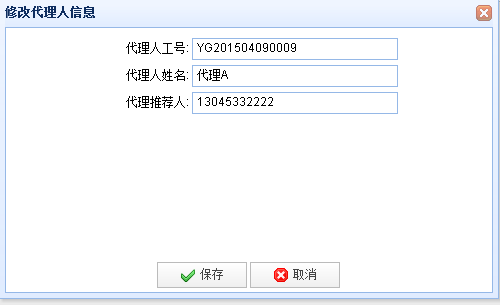 修改代理人信息
代理人工号: YG201504090009
代理人姓名: 代理A
代理推荐人: 13045332222
保存 取消